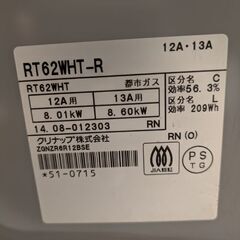 12A・13A
RT62WHT-R
RT62WHT 都市ガス
12A用 13A用
8.01kW 8.60kW
区分名 C
効率56.3%
区分名 L
効率 209Wh
14.08-012303 RN
RN (O)
クリナップ株式会社
ZGNZR6R12BSE
*51-0715
JIA認証
PS
TG